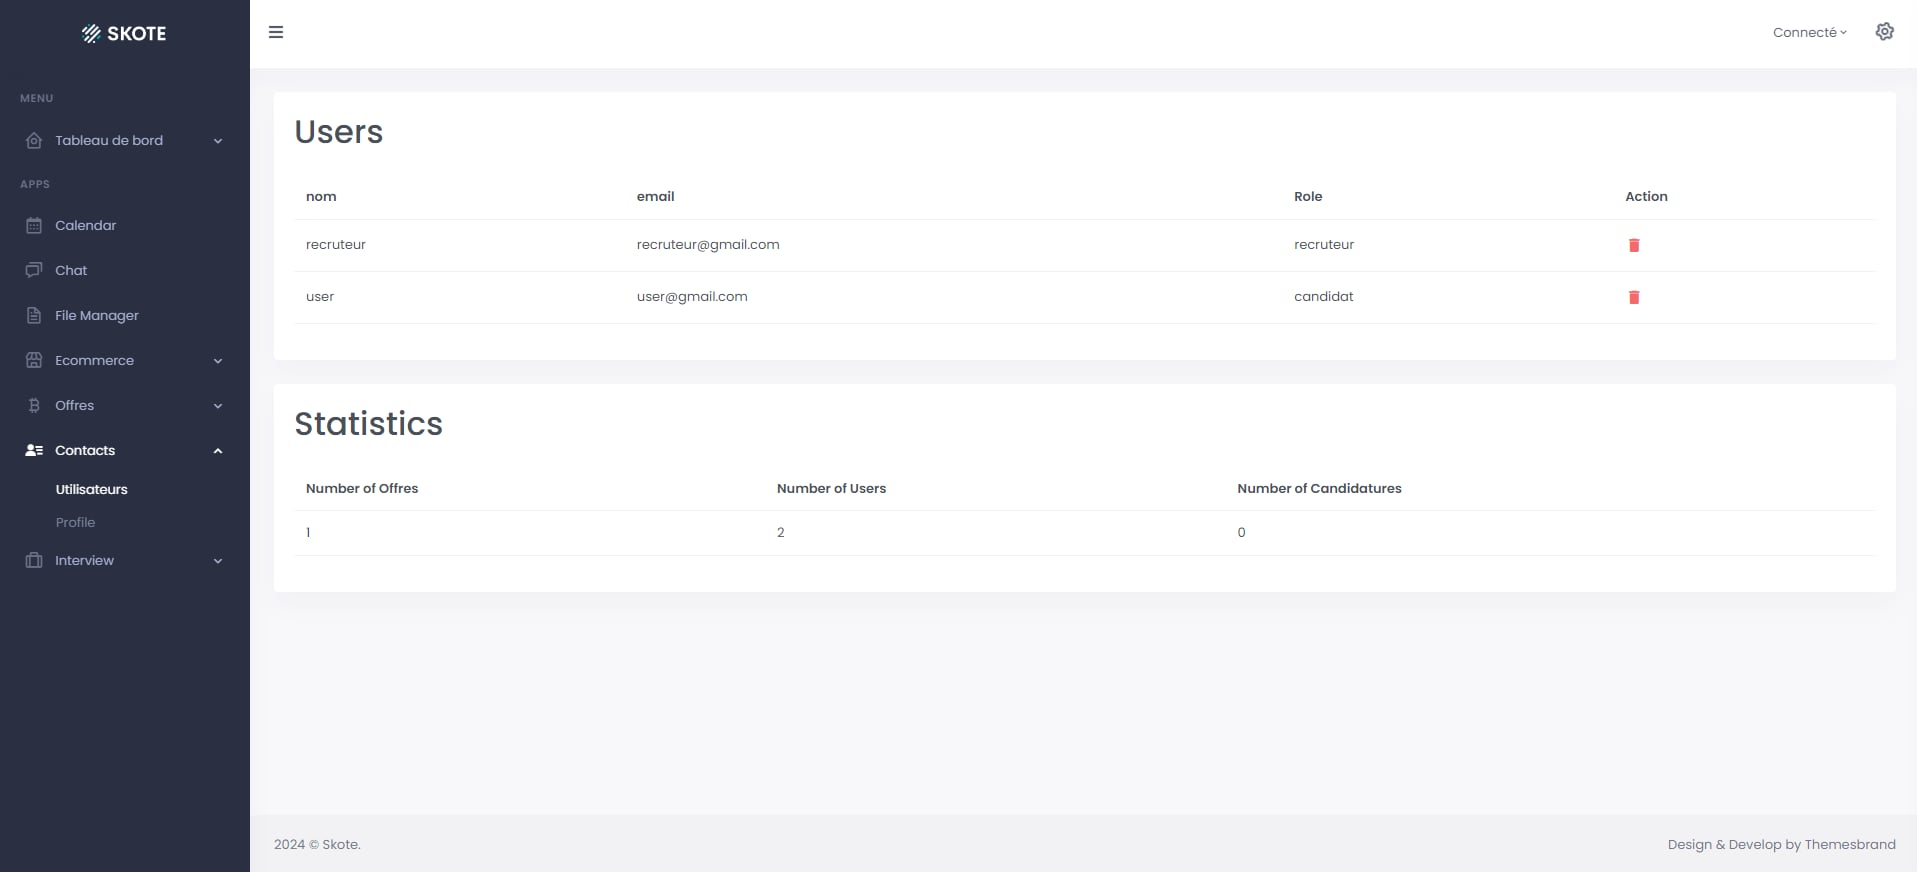 SKOTE
Connecté
MENU
Tableau de bord
APPS
Calendar
Chat
File Manager
Ecommerce
Offres
Contacts
Utilisateurs
Profile
Interview
Users
nom email Role Action
recruteur recruteur@gmail.com recruteur
user user@gmail.com candidat
Statistics
Number of Offres Number of Users Number of Candidatures
1 2 0
2024 © Skote.
Design & Develop by Themesbrand